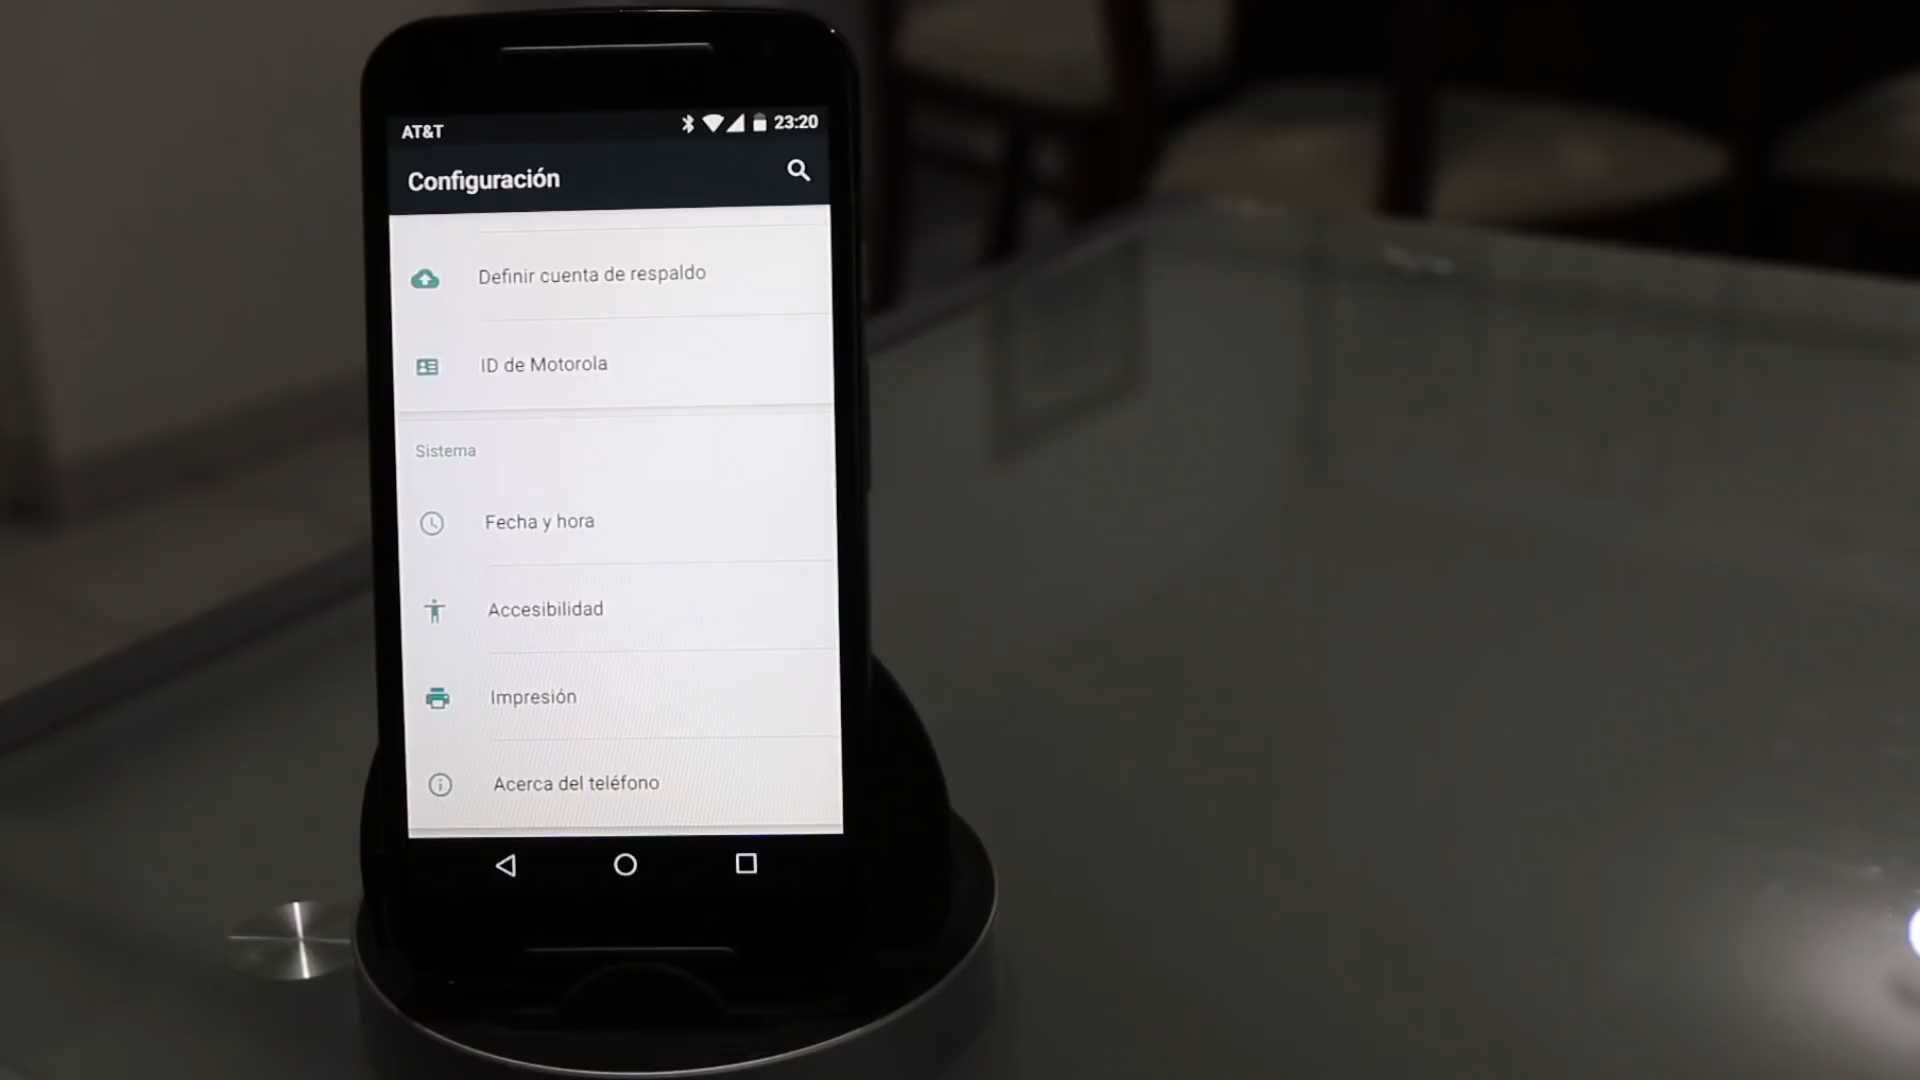 AT&T 23:20
Configuración
Definir cuenta de respaldo
ID de Motorola
Sistema
Fecha y hora
Accesibilidad
Impresión
Acerca del teléfono